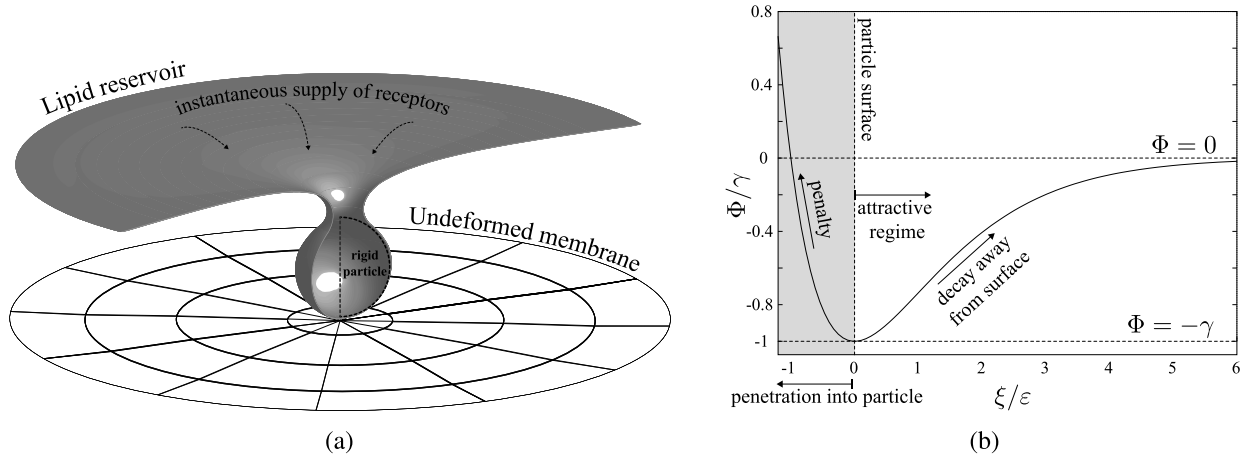 Lipid reservoir
instantaneous supply of receptors
Undeformed membrane
rigid
particle
(a)
0.8
0.4
0
-0.4
-0.8
-1
Φ/γ
particle surface
Φ = 0
penalty
attractive
regime
decay away
from surface
Φ = −γ
-1 0 1 2 3 4 5 6
penetration into particle
ξ/ε
(b)